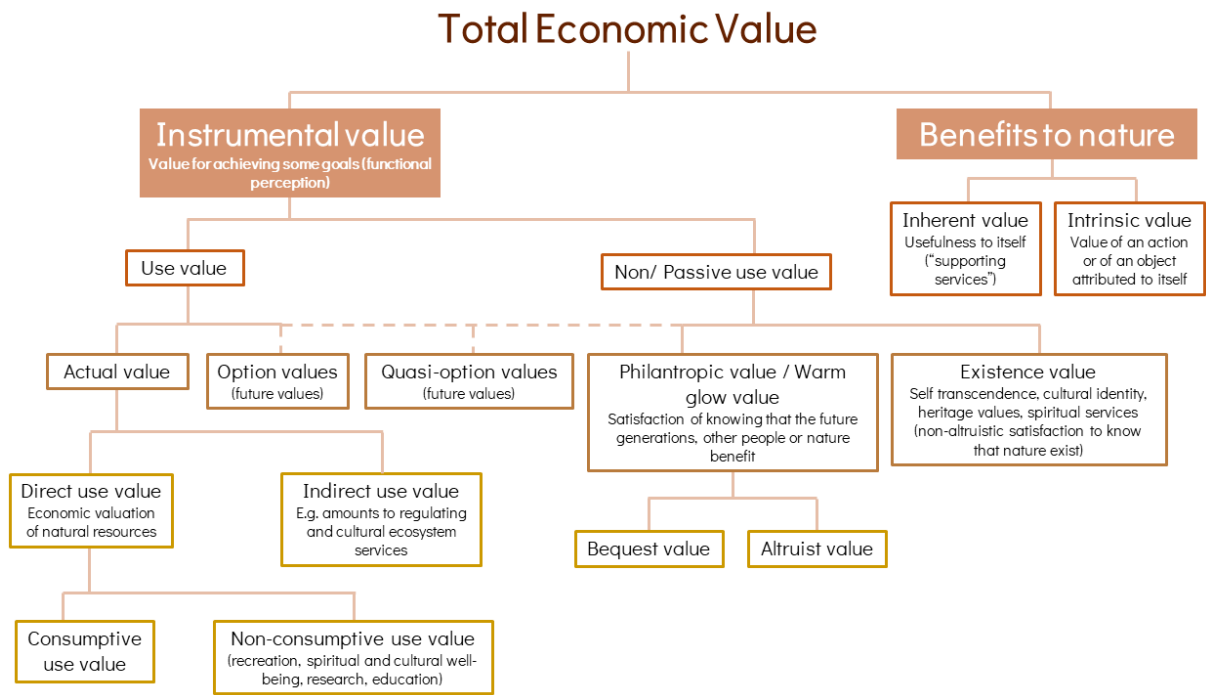 Total Economic Value
Instrumental value
Value for achieving some goals (functional
perception)
Benefits to nature
Inherent value
Usefulness to itself
("supporting
services")
Intrinsic value
Value of an action
or of an object
attributed to itself
Use value
Non/ Passive use value
Actual value
Option values
(future values)
Quasi-option values
(future values)
Philantropic value / Warm
glow value
Satisfaction of knowing that the future
generations, other people or nature
benefit
Existence value
Self transcendence, cultural identity,
heritage values, spiritual services
(non-altruistic satisfaction to know
that nature exist)
Direct use value
Economic valuation
of natural resources
Indirect use value
E.g. amounts to regulating
and cultural ecosystem
services
Bequest value
Altruist value
Consumptive
use value
Non-consumptive use value
(recreation, spiritual and cultural well-
being, research, education)